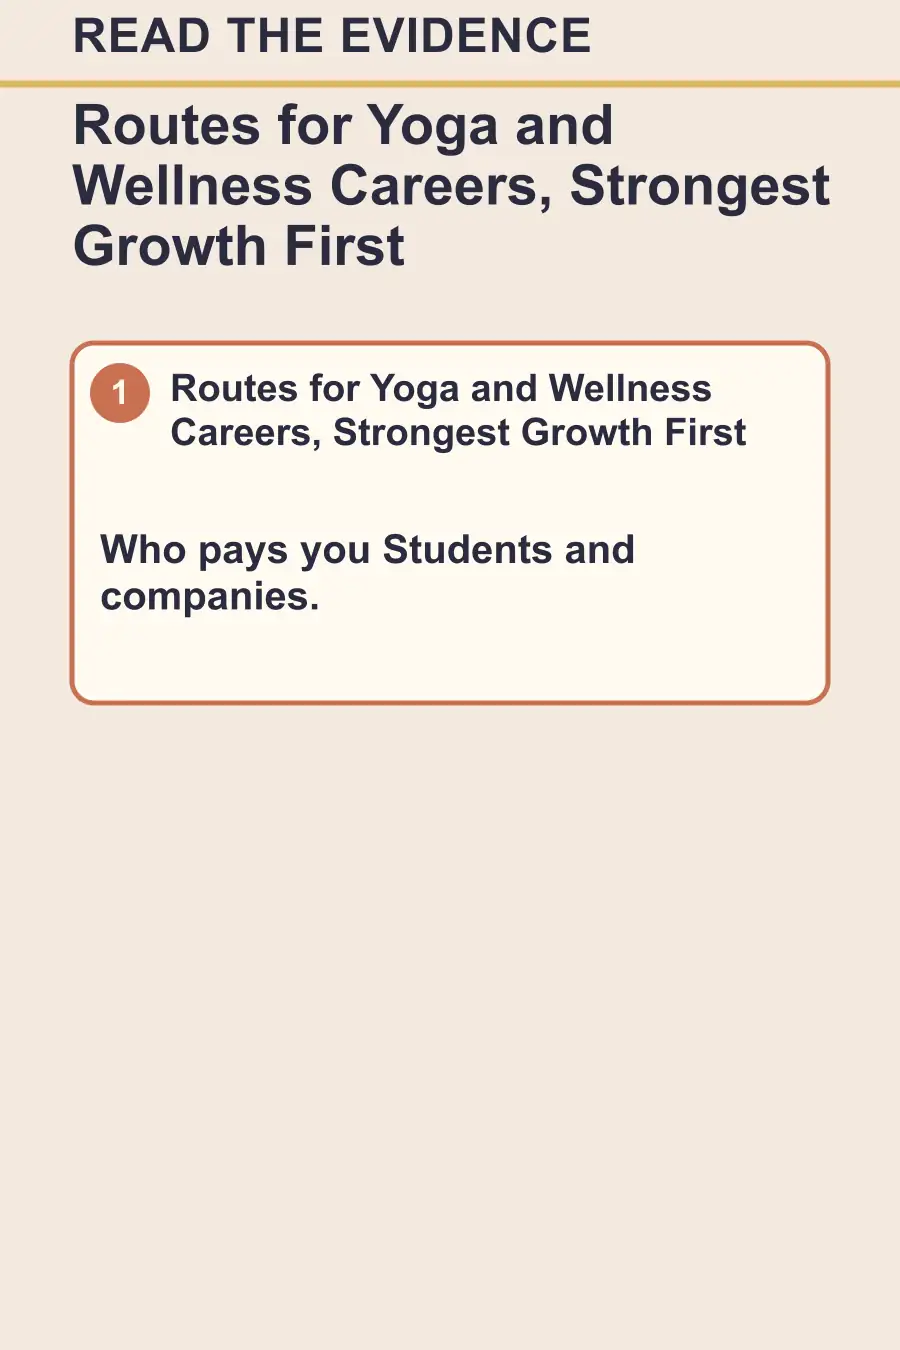 READ THE EVIDENCE
Routes for Yoga and
Wellness Careers, Strongest
Growth First
1
Routes for Yoga and Wellness
Careers, Strongest Growth First
Who pays you Students and
companies.